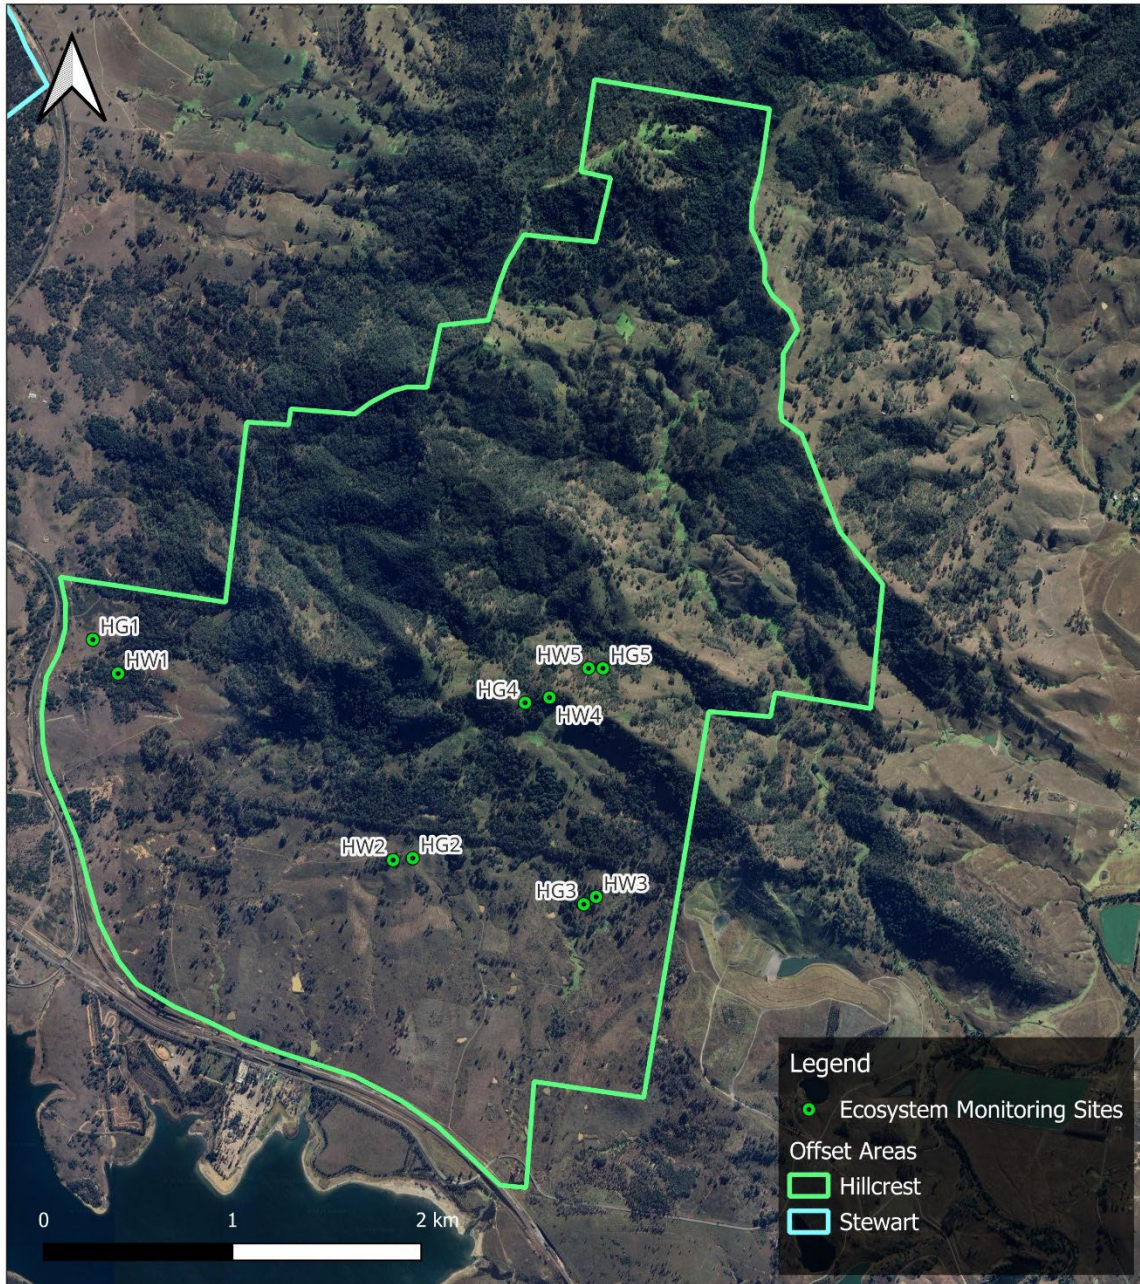 HG1
HW1
HW5 HG5
HG4
HW4
HW2 HG2
HG3 HW3
Legend
Ecosystem Monitoring Sites
Offset Areas
Hillcrest
Stewart
0 1 2 km